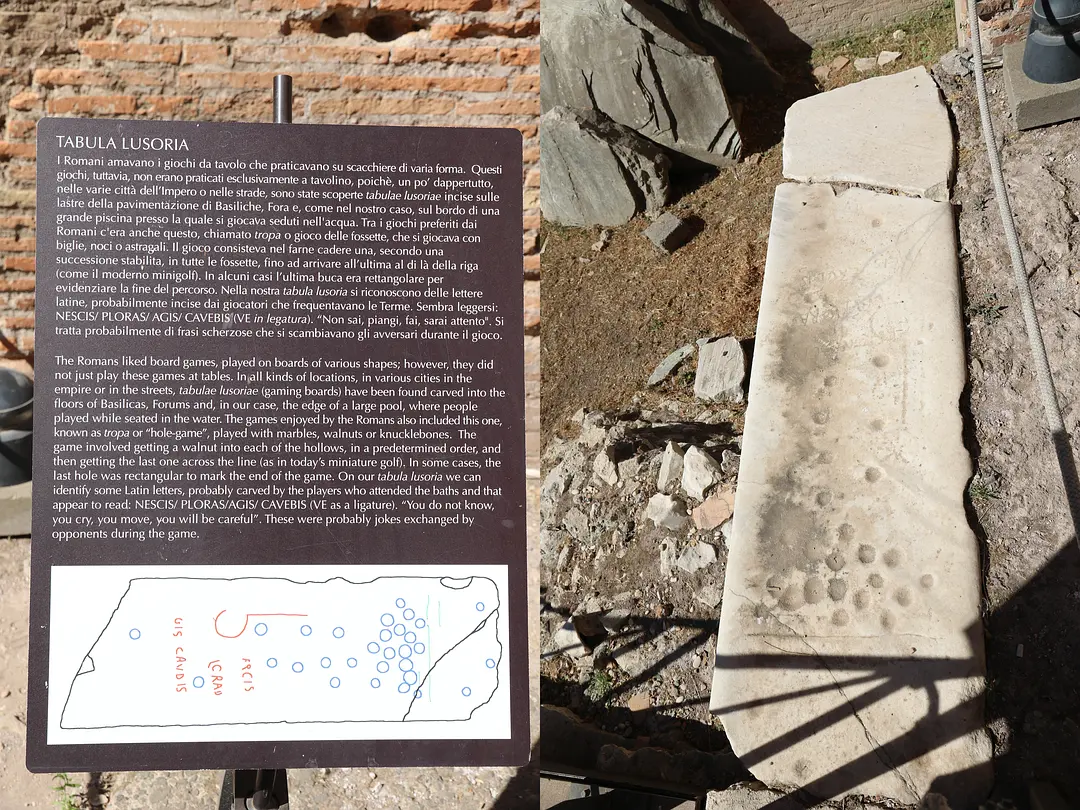 TABULA LUSORIA
I Romani amavano i giochi da tavolo che praticavano su scacchiere di varia forma. Questi
giochi, tuttavia, non erano praticati esclusivamente a tavolino, poichè, un po' dappertutto,
nelle varie città dell'Impero o nelle strade, sono state scoperte tabulae lusoriae incise sulle
lastre della pavimentazione di Basiliche, Fora e, come nel nostro caso, sul bordo di una
grande piscina presso la quale si giocava seduti nell'acqua. Tra i giochi preferiti dai
Romani c'era anche questo, chiamato tropa o gioco delle fossette, che si giocava con
biglie, noci o astragali. Il gioco consisteva nel farne cadere una, secondo una
successione stabilita, in tutte le fossette, fino ad arrivare all'ultima al di là della riga
(come il moderno minigolf). In alcuni casi l'ultima buca era rettangolare per
evidenziare la fine del percorso. Nella nostra tabula lusoria si riconoscono delle lettere
latine, probabilmente incise dai giocatori che frequentavano le Terme. Sembra leggersi:
NESCIS/ PLORAS/ AGIS/ CAVEBIS (VE in legatura). "Non sai, piangi, fai, sarai attento". Si
tratta probabilmente di frasi scherzose che si scambiavano gli avversari durante il gioco.
The Romans liked board games, played on boards of various shapes; however, they did
not just play these games at tables. In all kinds of locations, in various cities in the
empire or in the streets, tabulae lusoriae (gaming boards) have been found carved into the
floors of Basilicas, Forums and, in our case, the edge of a large pool, where people
played while seated in the water. The games enjoyed by the Romans also included this one,
known as tropa or "hole-game", played with marbles, walnuts or knucklebones. The
game involved getting a walnut into each of the hollows, in a predetermined order, and
then getting the last one across the line (as in today's miniature golf). In some cases, the
last hole was rectangular to mark the end of the game. On our tabula lusoria we can
identify some Latin letters, probably carved by the players who attended the baths and that
appear to read: NESCIS/ PLORAS/AGIS/ CAVEBIS (VE as a ligature). "You do not know,
you cry, you move, you will be careful". These were probably jokes exchanged by
opponents during the game.
GIS